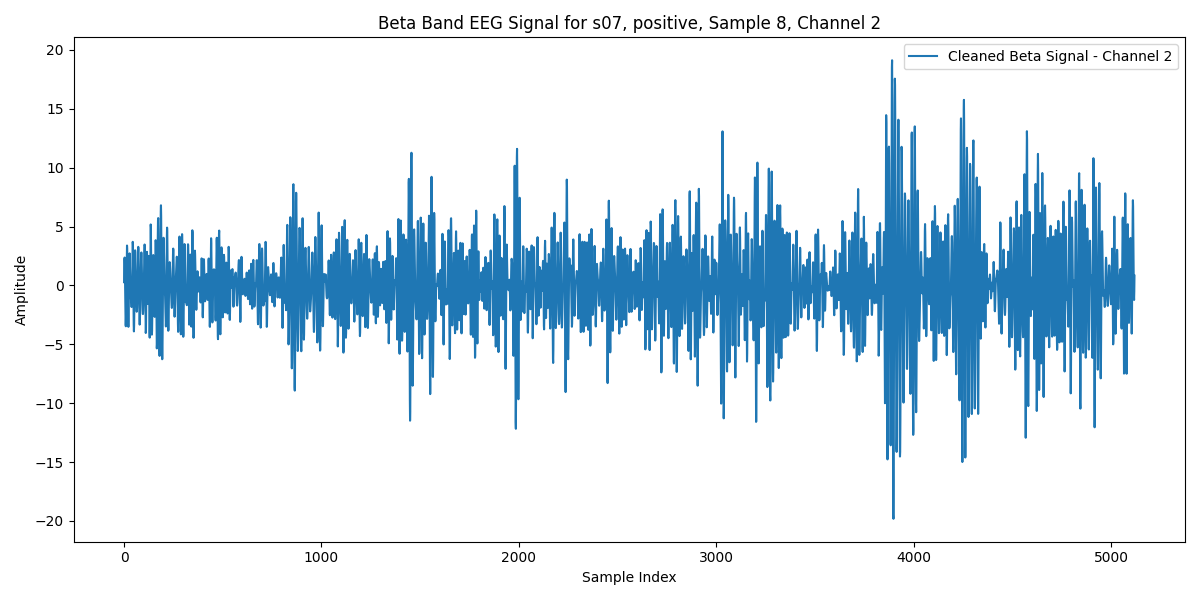 Beta Band EEG Signal for s07, positive, Sample 8, Channel 2
Cleaned Beta Signal - Channel 2
Amplitude
20
15
10
5
0
−5
−10
−15
−20
0 1000 2000 3000 4000 5000
Sample Index